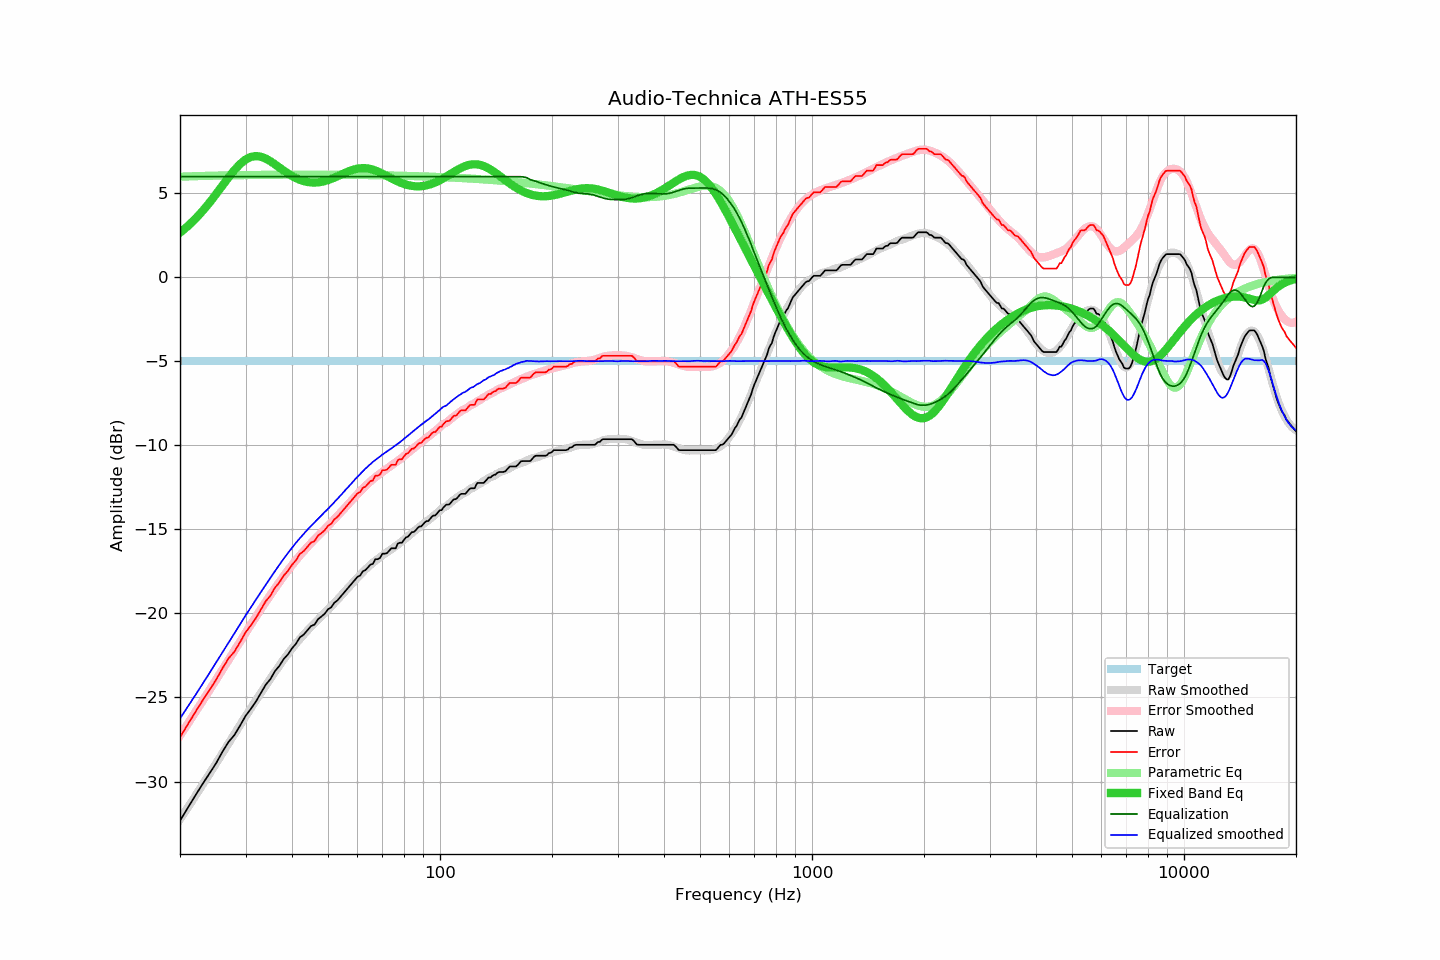 Audio-Technica ATH-ES55
5
0
−5
−10
−15
−20
−25
−30
Amplitude (dBr)
100
1000
10000
Frequency (Hz)
Target
Raw Smoothed
Error Smoothed
Raw
Error
Parametric Eq
Fixed Band Eq
Equalization
Equalized smoothed